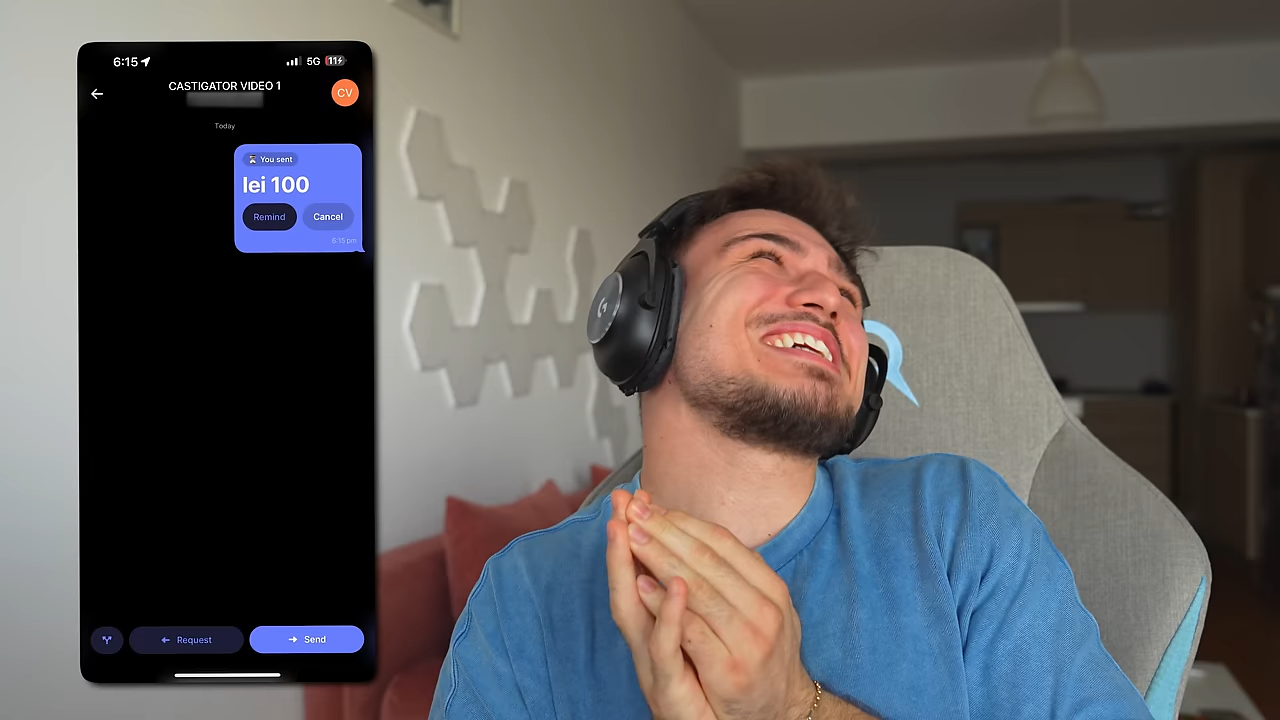 6:15
5G
11
CASTIGATOR VIDEO 1
CV
Today
You sent
lei 100
Remind
Cancel
6:15 pm
Request
Send